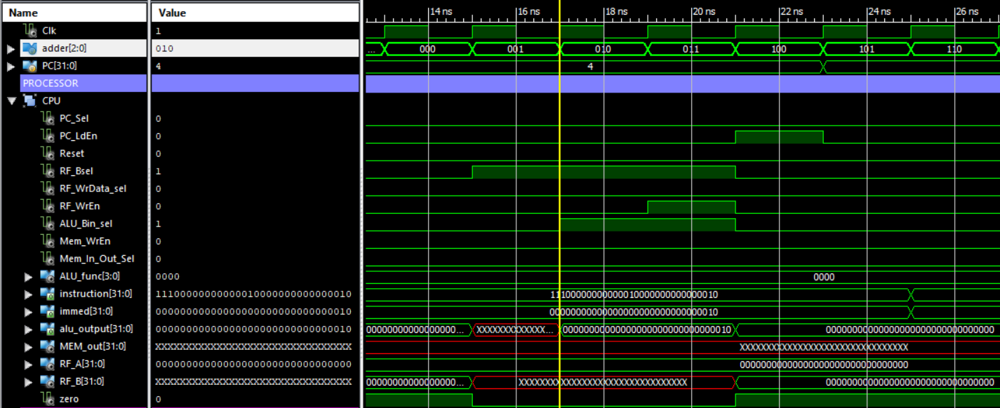 Name Value 14 ns 16 ns 18 ns 20 ns 22 ns 24 ns 26 ns
Clk 1
adder[2:0] 010 ... 000 001 010 011 100 101 110
PC[31:0] 4 4
PROCESSOR
CPU
PC_Sel 0
PC_LdEn 0
Reset 0
RF_Bsel 1
RF_WrData_sel 0
RF_WrEn 0
ALU_Bin_sel 1
Mem_WrEn 0
Mem_In_Out_Sel 0
ALU_func[3:0] 0000 0000
instruction[31:0] 11100000000000010000000000000010 11100000000000010000000000000010
immed[31:0] 00000000000000000000000000000010 00000000000000000000000000000010
alu_output[31:0] 00000000000000000000000000000010 00000000000000000... XXXXXXXXXXXXX... 00000000000000000000000000000010 00000000000000000000000000000000
MEM_out[31:0] XXXXXXXXXXXXXXXXXXXXXXXXXXXXXXXX XXXXXXXXXXXXXXXXXXXXXXXXXXXXXXXX
RF_A[31:0] 00000000000000000000000000000000 00000000000000000000000000000000
RF_B[31:0] XXXXXXXXXXXXXXXXXXXXXXXXXXXXXXXX 00000000000000000... XXXXXXXXXXXXXXXXXXXXXXXXXXXXXXXX 00000000000000000000000000000000
zero 0